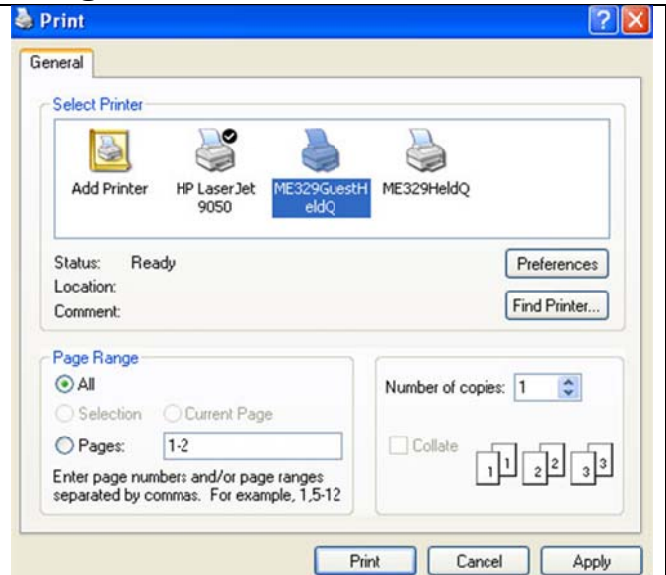 Print
General
Select Printer
Add Printer
HP LaserJet
9050
ME329GuestH
eldQ
ME329HeldQ
Status: Ready
Location:
Comment:
Preferences
Find Printer...
Page Range
All
Selection Current Page
Pages: 1-2
Enter page numbers and/or page ranges
separated by commas. For example, 1,5-12
Number of copies: 1
Collate
1 1 2 2 3 3
Print Cancel Apply